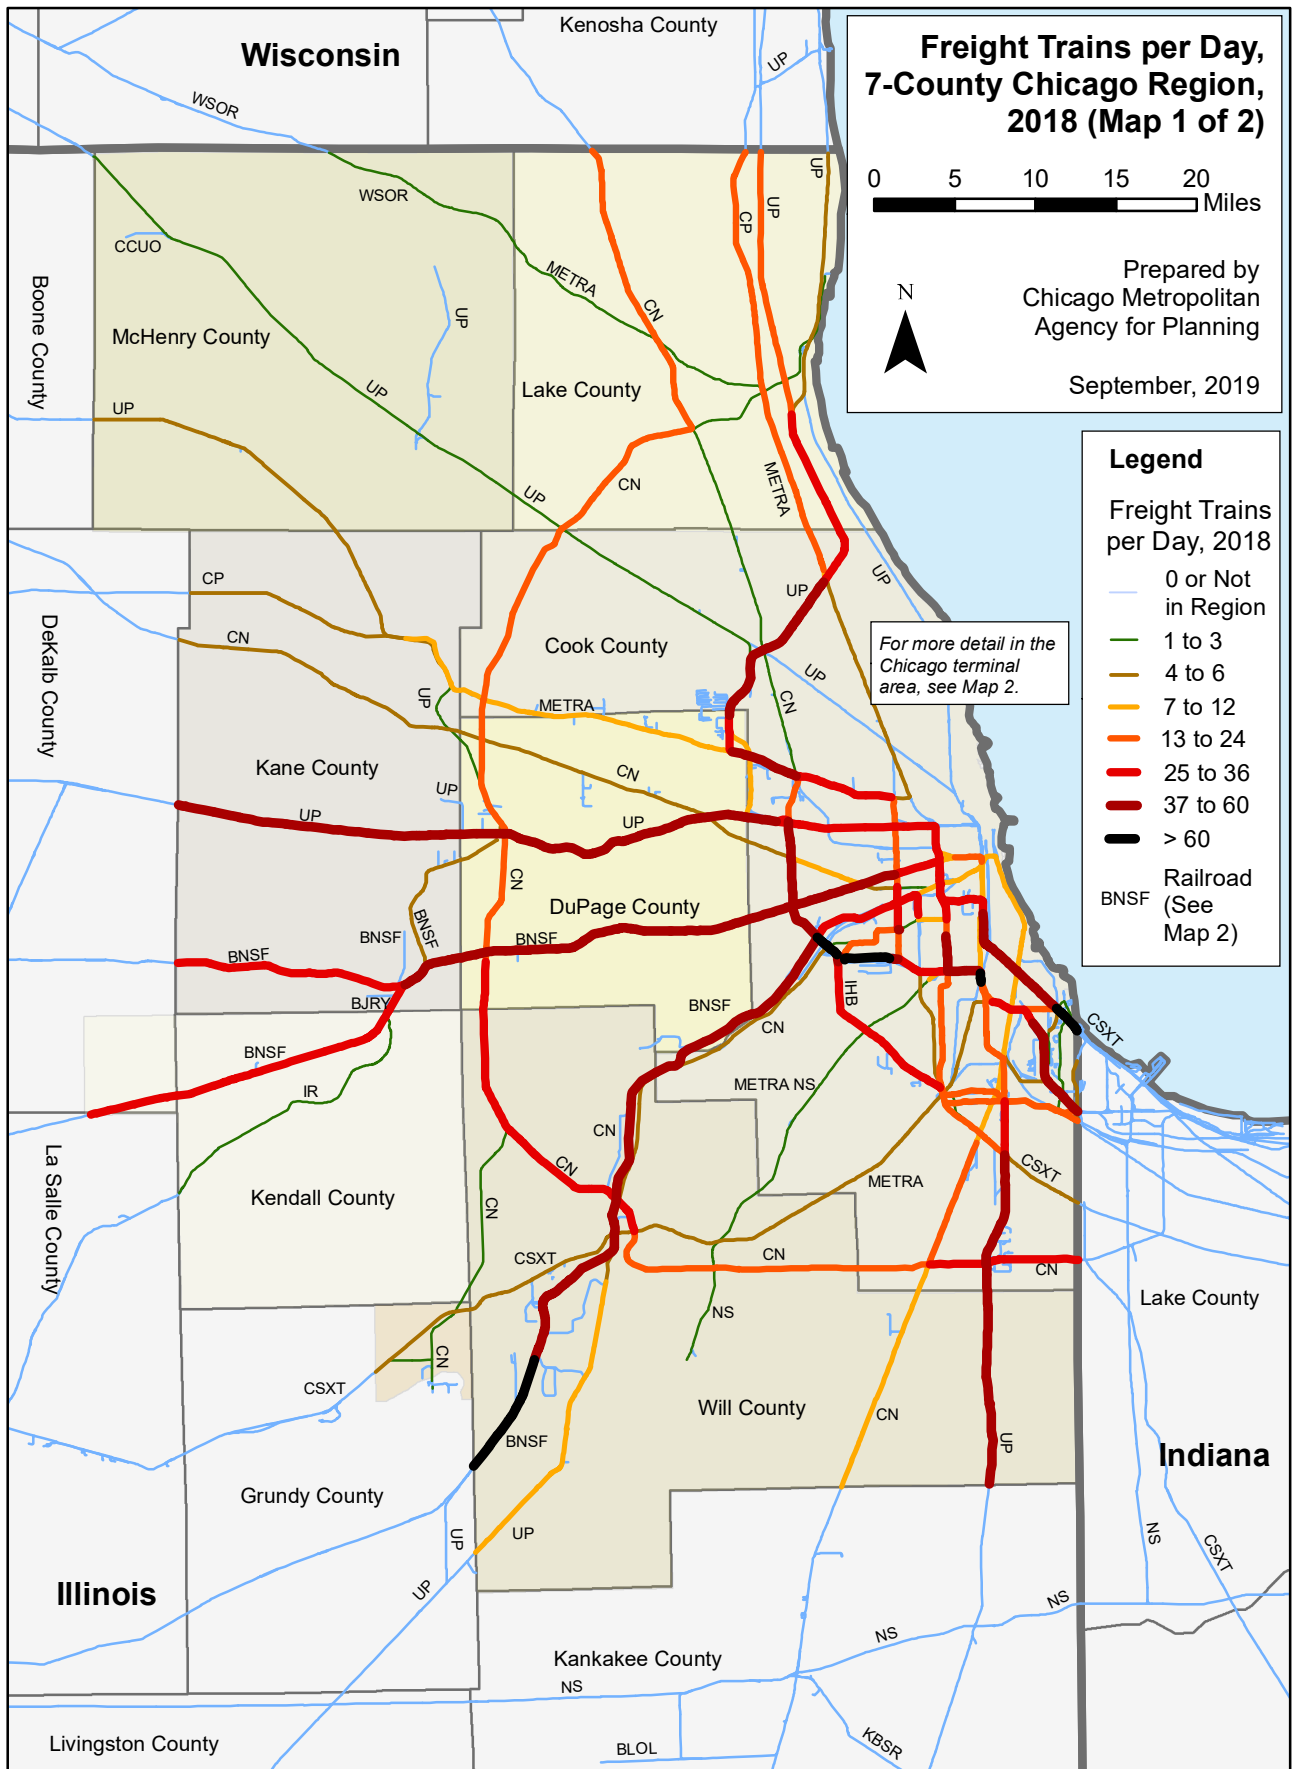 Kenosha County
Wisconsin
UP
WSOR
Freight Trains per Day,
7-County Chicago Region,
2018 (Map 1 of 2)
0 5 10 15 20
Miles
Prepared by
Chicago Metropolitan
Agency for Planning
September, 2019
N
UP
UP
CP
WSOR
CCUO
METRA
CN
UP
Boone County
McHenry County
Lake County
UP
UP
METRA
CN
UP
Legend
Freight Trains
per Day, 2018
0 or Not
in Region
1 to 3
4 to 6
7 to 12
13 to 24
25 to 36
37 to 60
> 60
BNSF
Railroad
(See
Map 2)
CP
UP
UP
For more detail in the
Chicago terminal
area, see Map 2.
DeKalb County
CN
Cook County
UP
UP
METRA
CN
Kane County
CN
UP
UP
UP
CN
DuPage County
BNSF
BNSF
BNSF
BNSF
BJRY
IHB
BNSF
CN
CSXT
BNSF
IR
METRA NS
CN
La Salle County
CN
CSXT
METRA
Kendall County
CN
CSXT
CN
CN
Lake County
NS
CN
CSXT
Will County
CN
BNSF
UP
Indiana
Grundy County
UP
UP
NS
CSXT
UP
Illinois
NS
NS
Kankakee County
NS
KBSR
Livingston County
BLOL